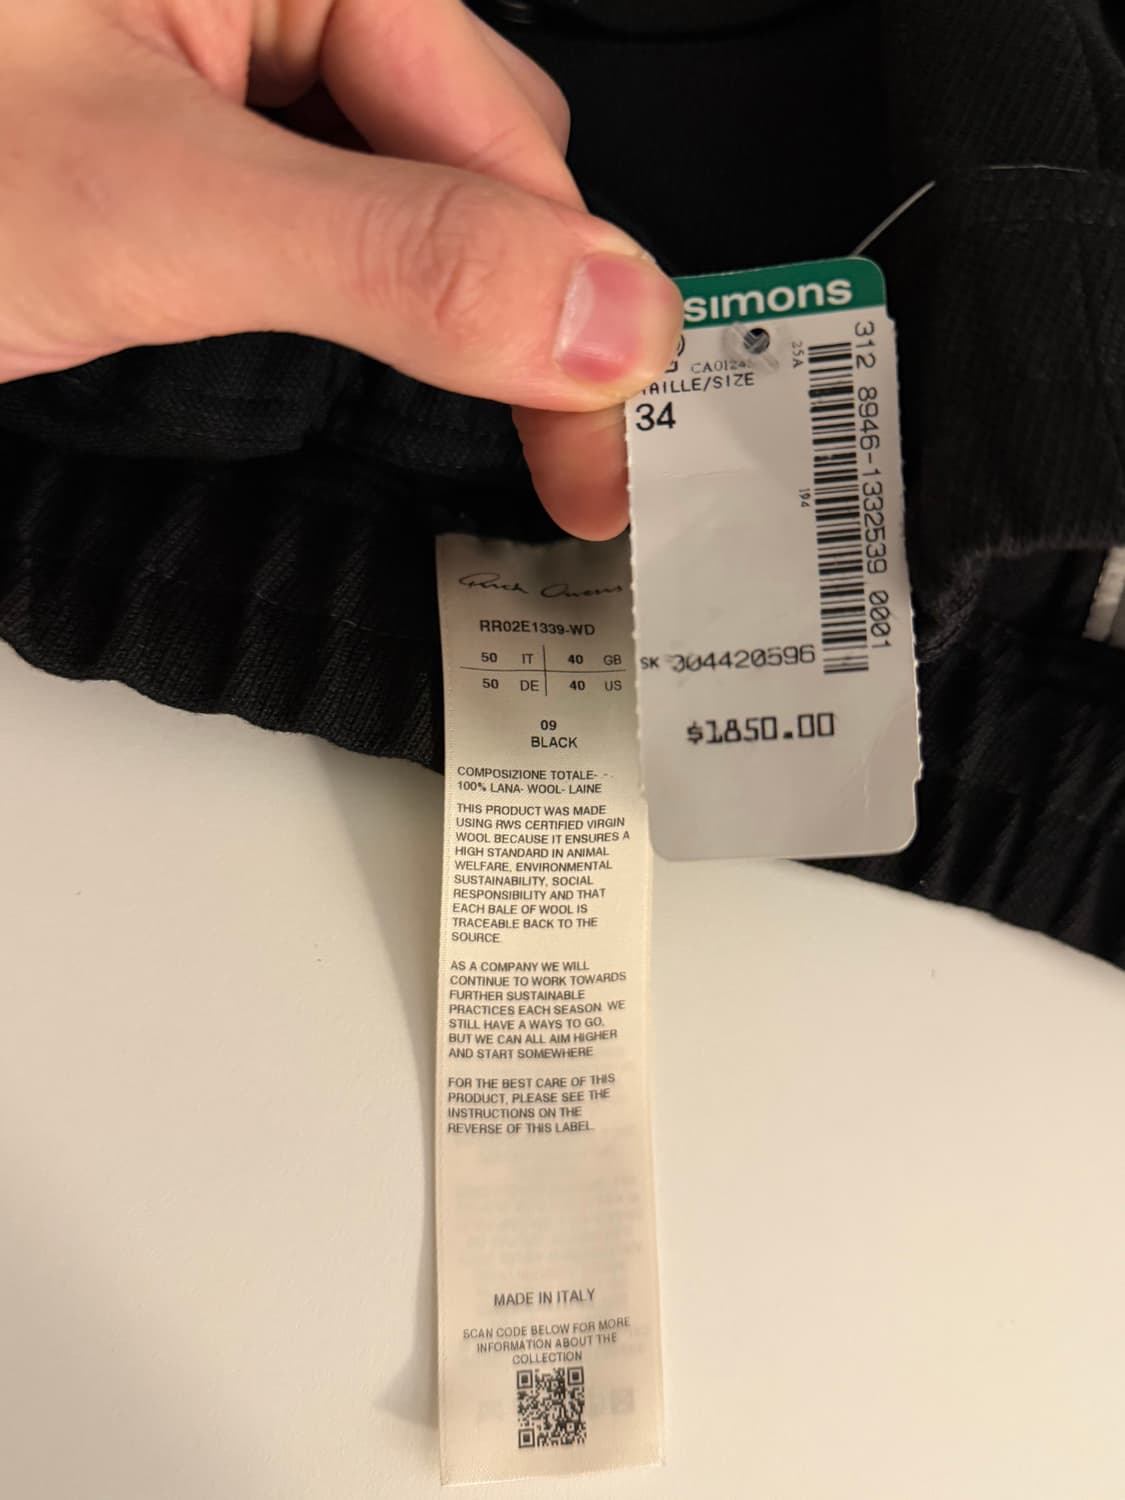 simons
CA0124
TAILLE/SIZE
34
25A
194
312 8946-1332539 0001
SK 304420596
$1850.00
Rick Owens
RR02E1339-WD
50 IT 40 GB
50 DE 40 US
09
BLACK
COMPOSIZIONE TOTALE- -.
100% LANA- WOOL- LAINE
THIS PRODUCT WAS MADE
USING RWS CERTIFIED VIRGIN
WOOL BECAUSE IT ENSURES A
HIGH STANDARD IN ANIMAL
WELFARE, ENVIRONMENTAL
SUSTAINABILITY, SOCIAL
RESPONSIBILITY AND THAT
EACH BALE OF WOOL IS
TRACEABLE BACK TO THE
SOURCE.
AS A COMPANY WE WILL
CONTINUE TO WORK TOWARDS
FURTHER SUSTAINABLE
PRACTICES EACH SEASON. WE
STILL HAVE A WAYS TO GO,
BUT WE CAN ALL AIM HIGHER
AND START SOMEWHERE
FOR THE BEST CARE OF THIS
PRODUCT, PLEASE SEE THE
INSTRUCTIONS ON THE
REVERSE OF THIS LABEL.
MADE IN ITALY
SCAN CODE BELOW FOR MORE
INFORMATION ABOUT THE
COLLECTION